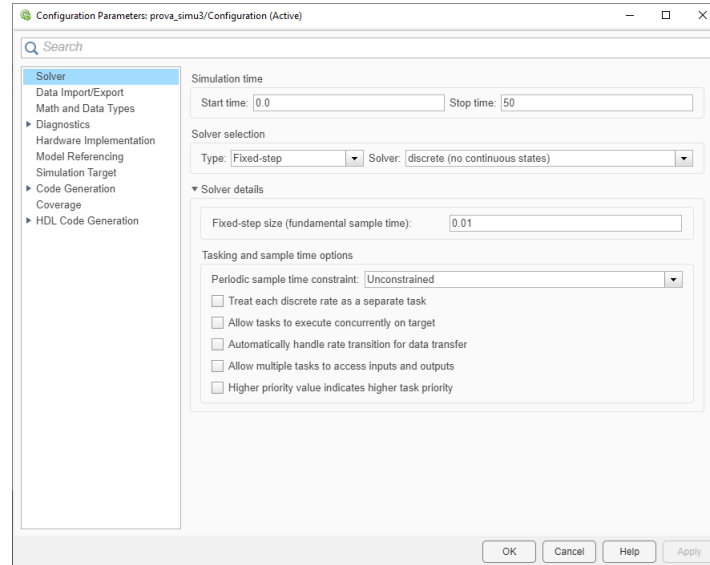 Configuration Parameters: prova_simu3/Configuration (Active)
Search
Solver
Data Import/Export
Math and Data Types
Diagnostics
Hardware Implementation
Model Referencing
Simulation Target
Code Generation
Coverage
HDL Code Generation
Simulation time
Start time: 0.0 Stop time: 50
Solver selection
Type: Fixed-step Solver: discrete (no continuous states)
Solver details
Fixed-step size (fundamental sample time): 0.01
Tasking and sample time options
Periodic sample time constraint: Unconstrained
Treat each discrete rate as a separate task
Allow tasks to execute concurrently on target
Automatically handle rate transition for data transfer
Allow multiple tasks to access inputs and outputs
Higher priority value indicates higher task priority
OK Cancel Help Apply